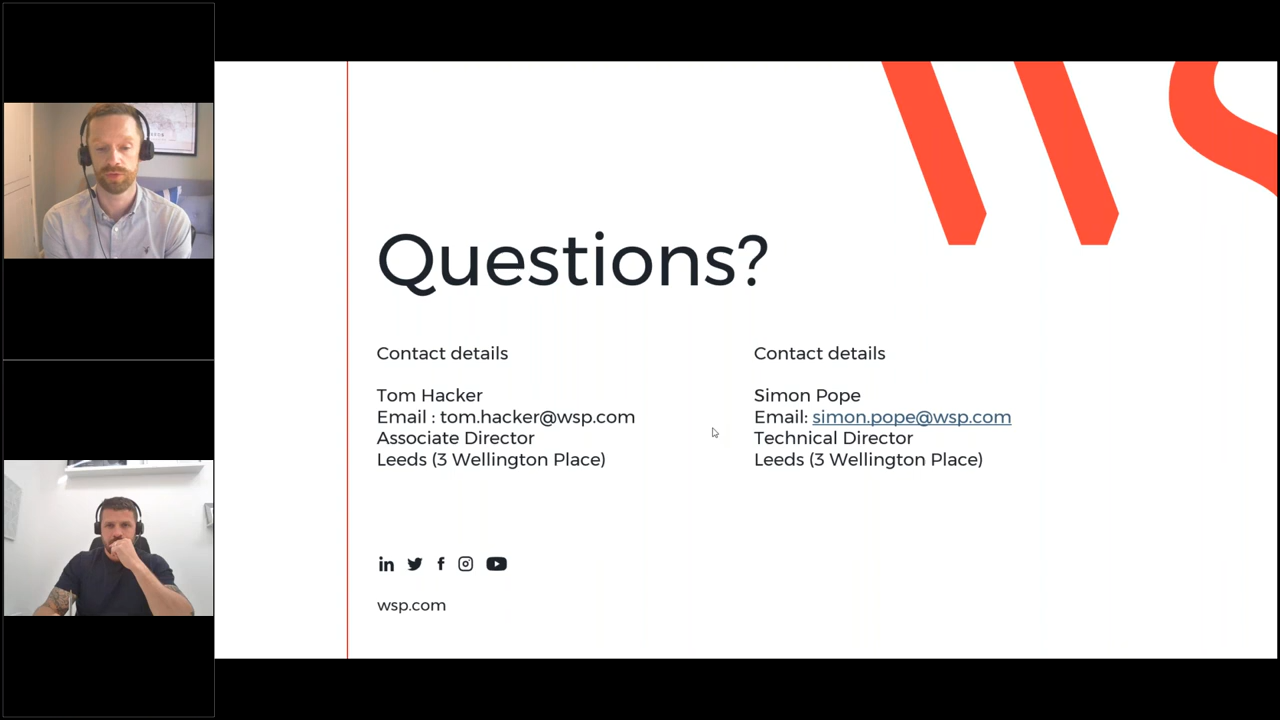 Questions?
Contact details
Tom Hacker
Email : tom.hacker@wsp.com
Associate Director
Leeds (3 Wellington Place)
Contact details
Simon Pope
Email: simon.pope@wsp.com
Technical Director
Leeds (3 Wellington Place)
wsp.com